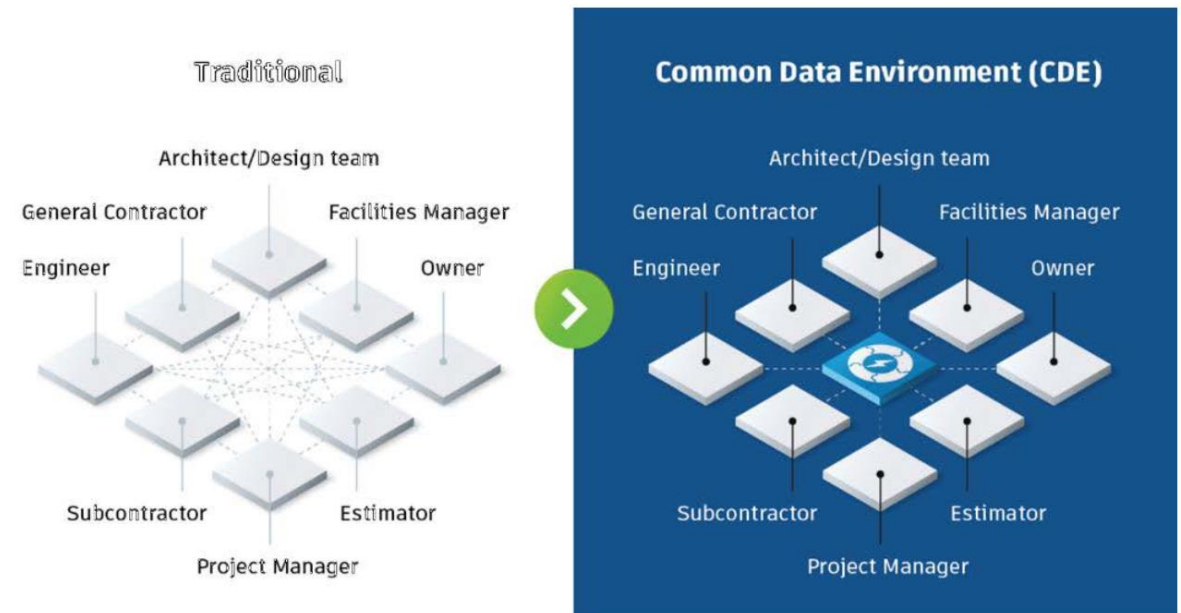 Traditional
Architect/Design team
General Contractor
Facilities Manager
Engineer
Owner
Subcontractor
Estimator
Project Manager
Common Data Environment (CDE)
Architect/Design team
General Contractor
Facilities Manager
Engineer
Owner
Subcontractor
Estimator
Project Manager